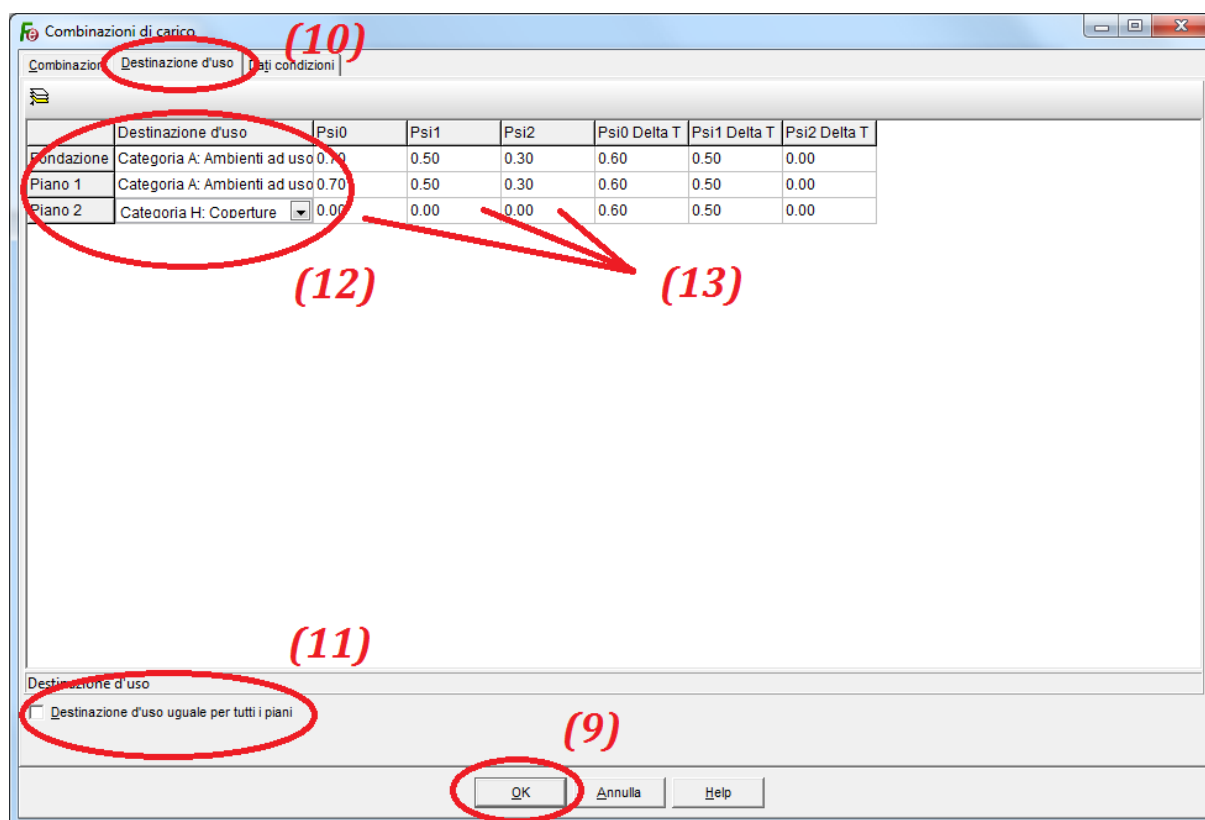 Fe Combinazioni di carico
(10)
Combinazion Destinazione d'uso Dati condizioni
Destinazione d'uso Psi0 Psi1 Psi2 Psi0 Delta T Psi1 Delta T Psi2 Delta T
Fondazione Categoria A: Ambienti ad uso 0.70 0.50 0.30 0.60 0.50 0.00
Piano 1 Categoria A: Ambienti ad uso 0.70 0.50 0.30 0.60 0.50 0.00
Piano 2 Categoria H: Coperture 0.00 0.00 0.00 0.60 0.50 0.00
(12) (13)
(11)
Destinazione d'uso
Destinazione d'uso uguale per tutti i piani
(9)
OK Annulla Help